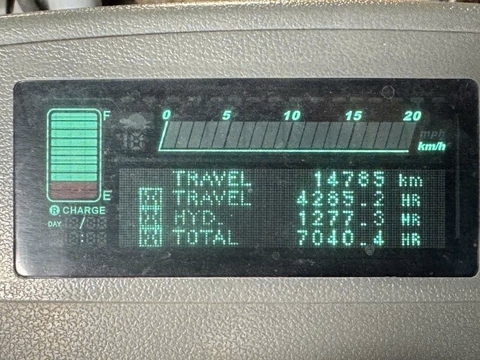 F
0 5 10 15 20
mph
km/h
E
R CHARGE
DAY
TRAVEL 14785 km
TRAVEL 4285.2 HR
HYD. 1277.3 HR
TOTAL 7040.4 HR